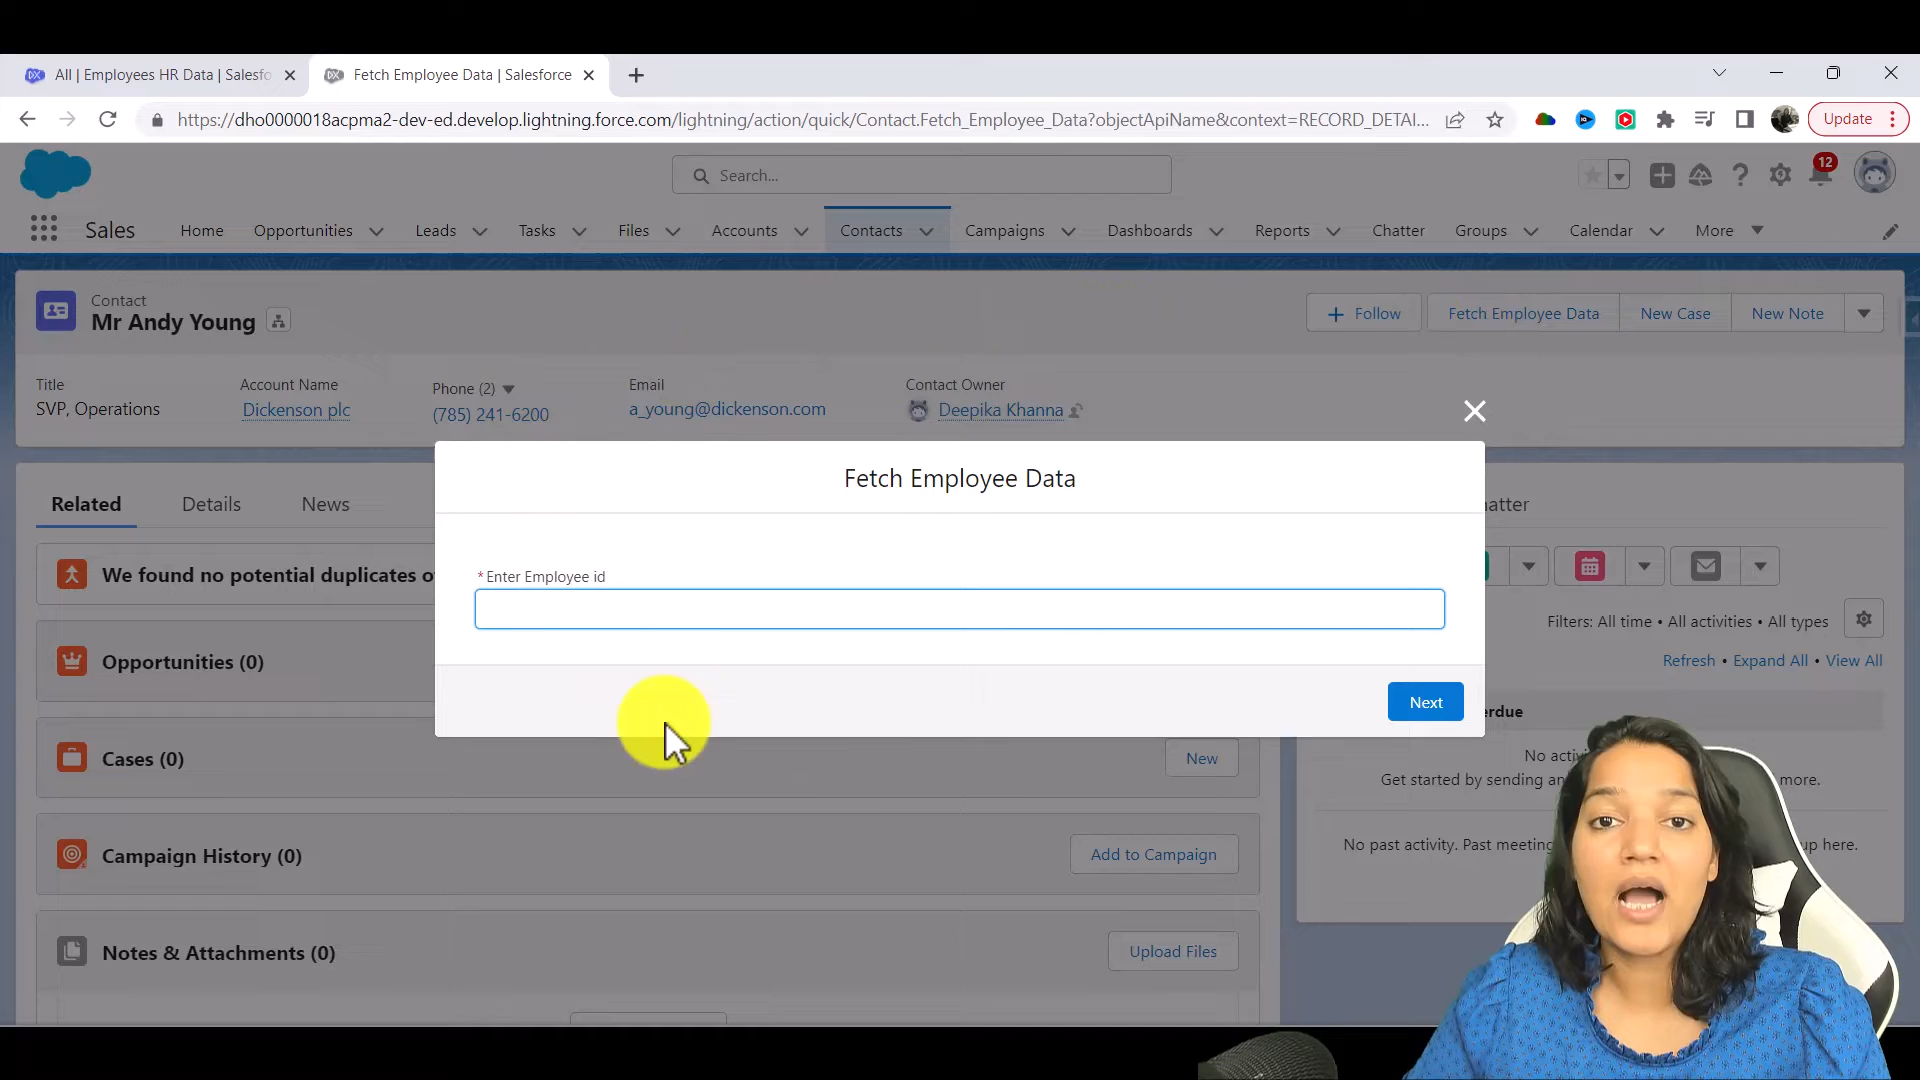 All | Employees HR Data | Salesfo
Fetch Employee Data | Salesforce
https://dho0000018acpma2-dev-ed.develop.lightning.force.com/lightning/action/quick/Contact.Fetch_Employee_Data?objectApiName&context=RECORD_DETAI...
Update
Search...
12
Sales
Home
Opportunities
Leads
Tasks
Files
Accounts
Contacts
Campaigns
Dashboards
Reports
Chatter
Groups
Calendar
More
Contact
Mr Andy Young
Follow
Fetch Employee Data
New Case
New Note
Title
SVP, Operations
Account Name
Dickenson plc
Phone (2)
(785) 241-6200
Email
a_young@dickenson.com
Contact Owner
Deepika Khanna
Fetch Employee Data
*Enter Employee id
Next
Related
Details
News
We found no potential duplicates o
Opportunities (0)
Cases (0)
New
Campaign History (0)
Add to Campaign
Notes & Attachments (0)
Upload Files
atter
Filters: All time • All activities • All types
Refresh • Expand All • View All
erdue
No activi
Get started by sending an more.
No past activity. Past meeting up here.